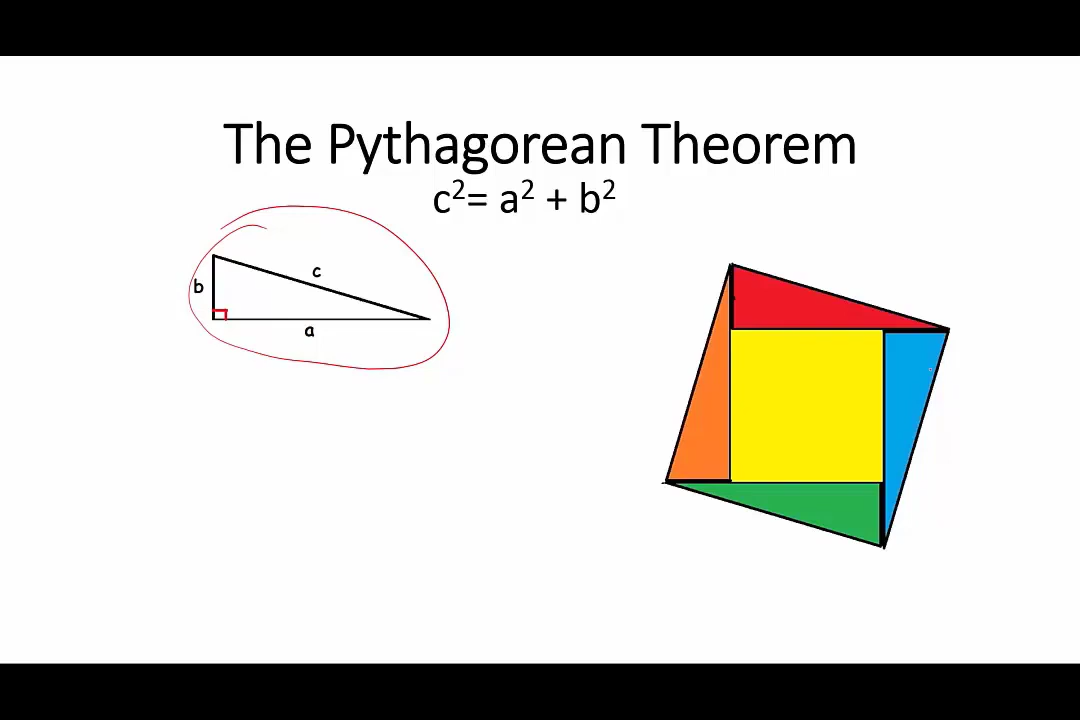 The Pythagorean Theorem
c²= a² + b²
c
b
a